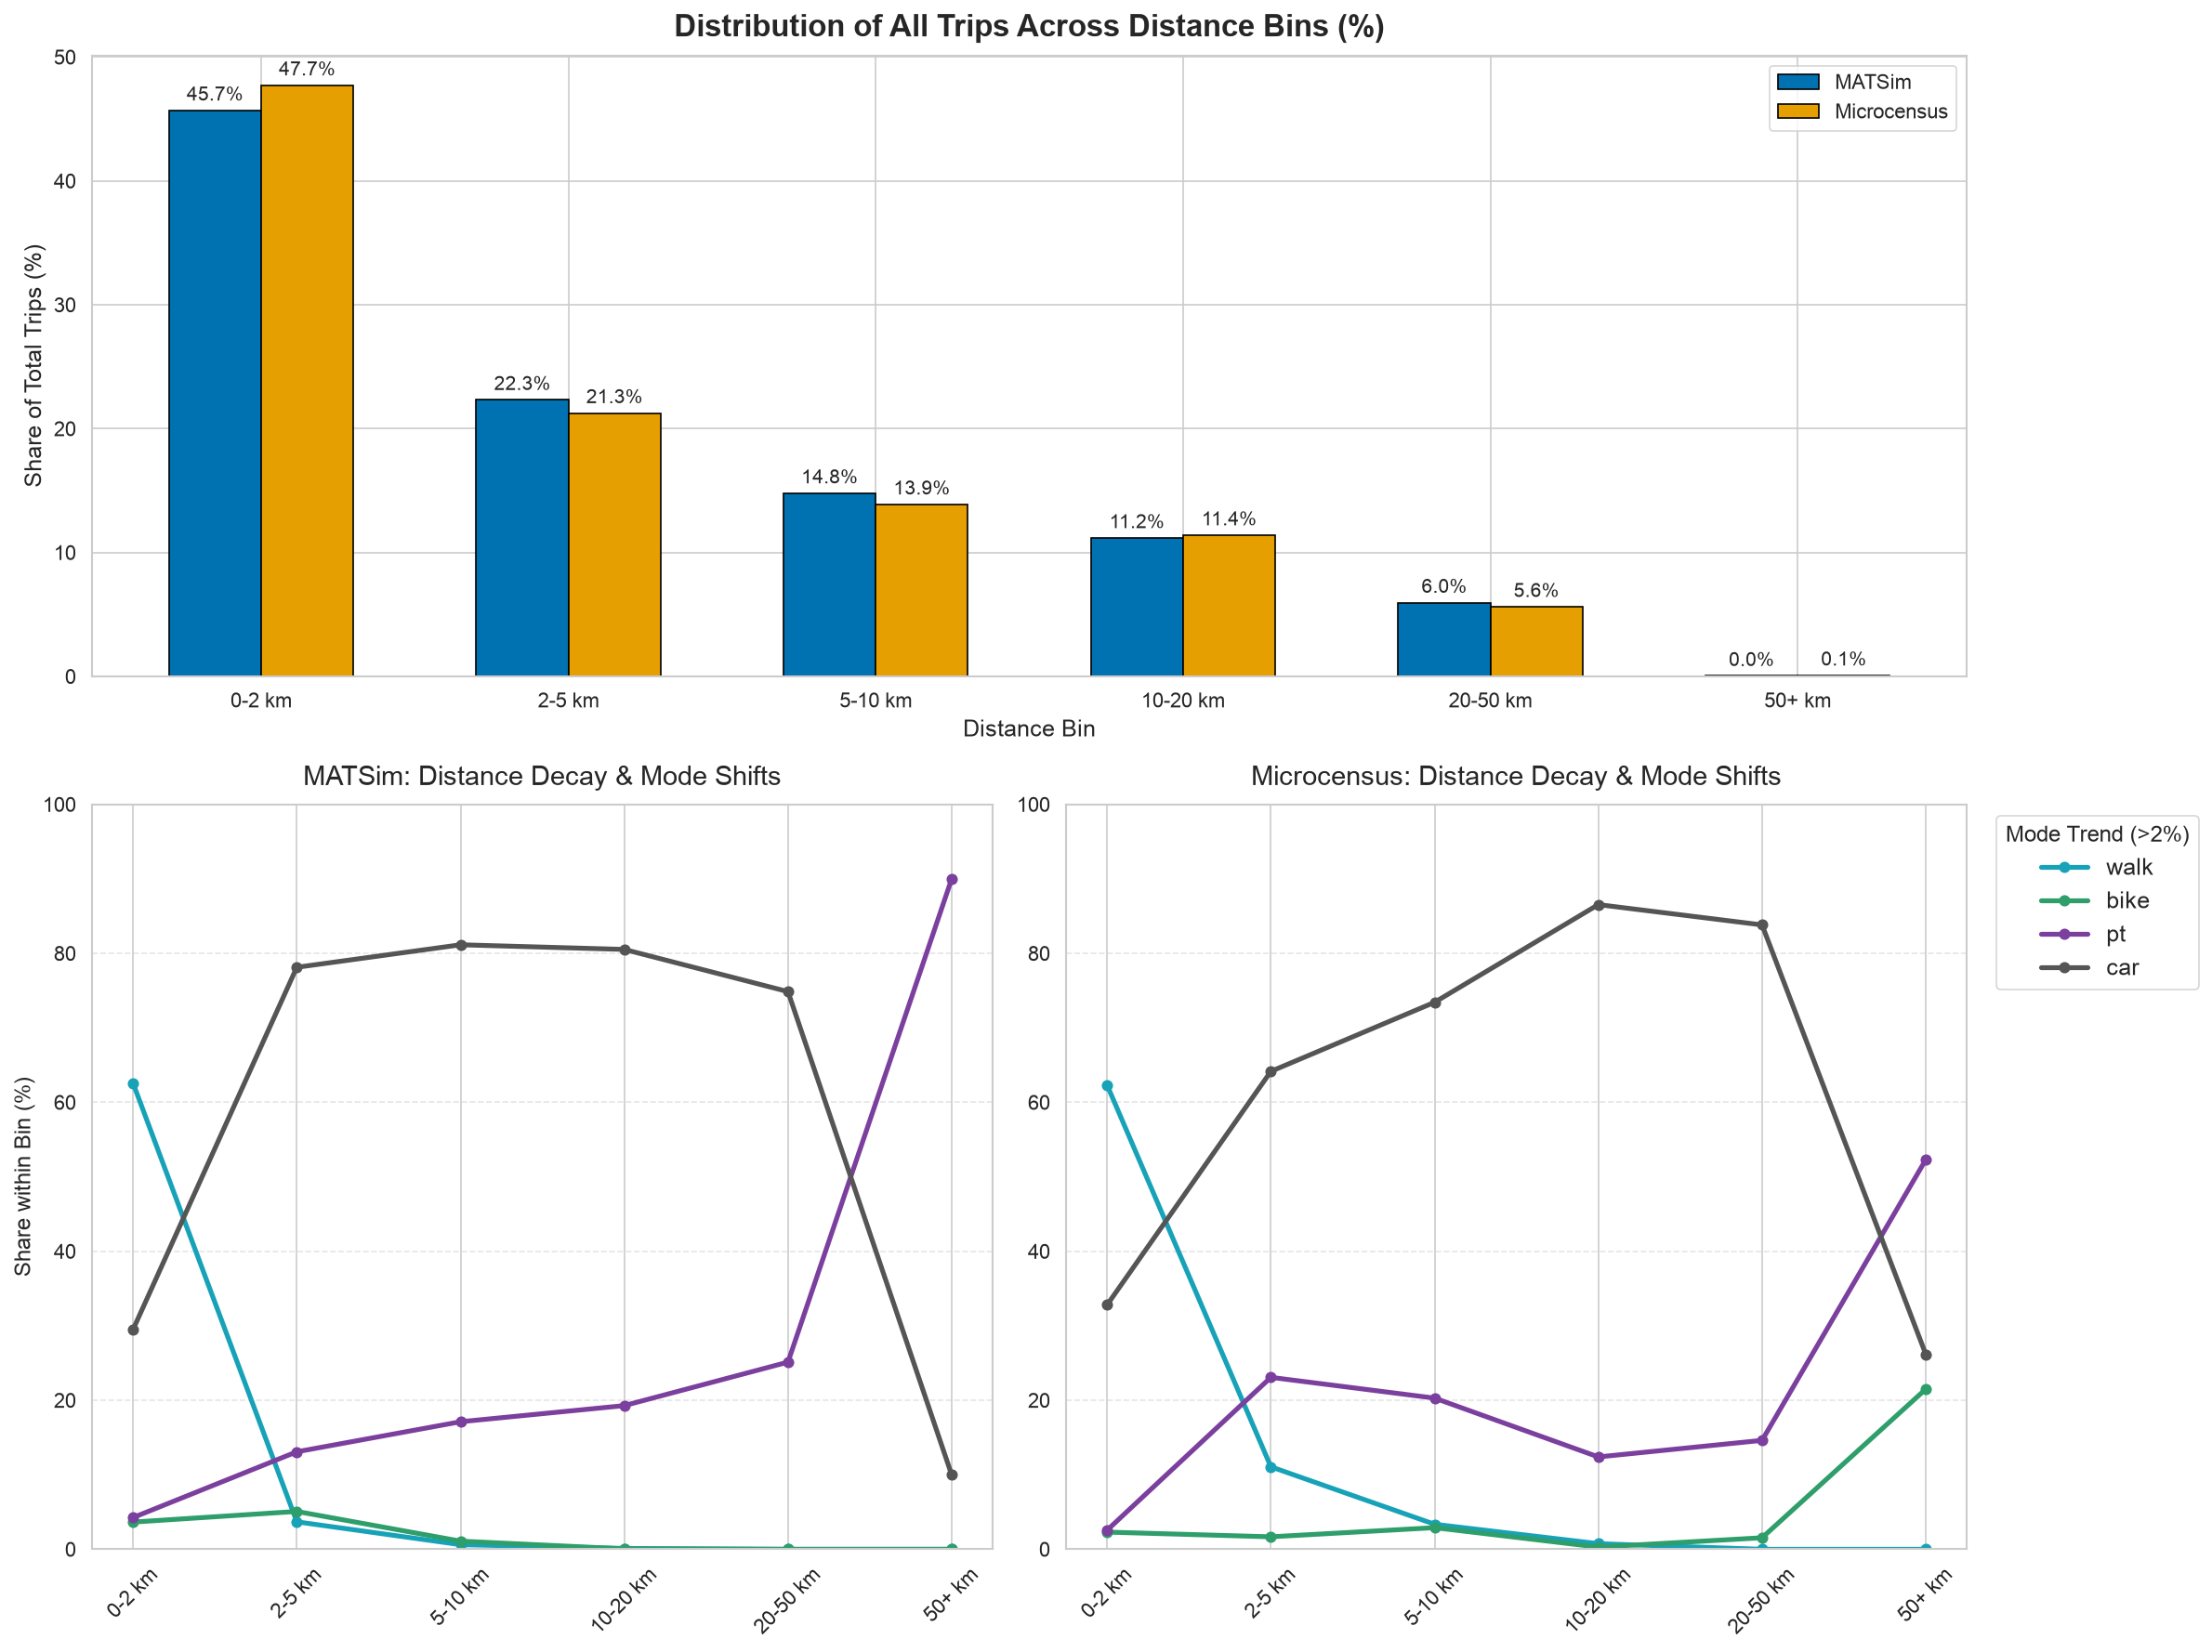 Distribution of All Trips Across Distance Bins (%)
Share of Total Trips (%)
50
40
30
20
10
0
45.7%
47.7%
22.3%
21.3%
14.8%
13.9%
11.2%
11.4%
6.0%
5.6%
0.0%
0.1%
MATSim
Microcensus
0-2 km
2-5 km
5-10 km
10-20 km
20-50 km
50+ km
Distance Bin
MATSim: Distance Decay & Mode Shifts
Share within Bin (%)
100
80
60
40
20
0
0-2 km
2-5 km
5-10 km
10-20 km
20-50 km
50+ km
Microcensus: Distance Decay & Mode Shifts
100
80
60
40
20
0
0-2 km
2-5 km
5-10 km
10-20 km
20-50 km
50+ km
Mode Trend (>2%)
walk
bike
pt
car